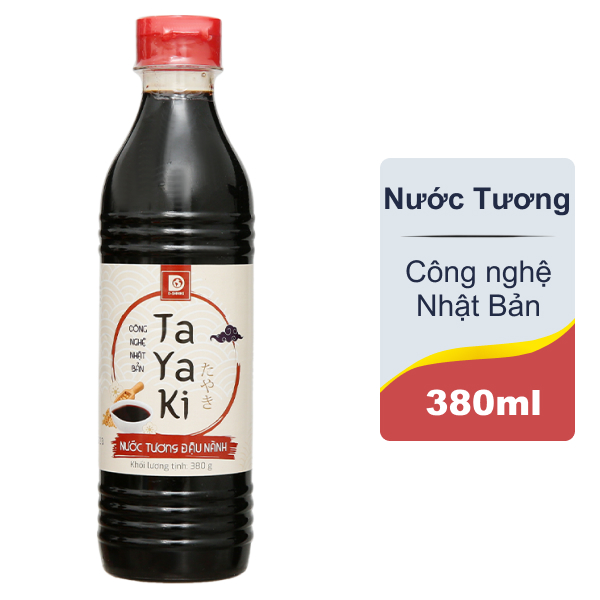 CÔNG
NGHỆ
NHẬT
BẢN
Ta
Ya
Ki
たやき
NƯỚC TƯƠNG ĐẬU NÀNH
Khối lượng tịnh: 380 g
Nước Tương
Công nghệ
Nhật Bản
380ml